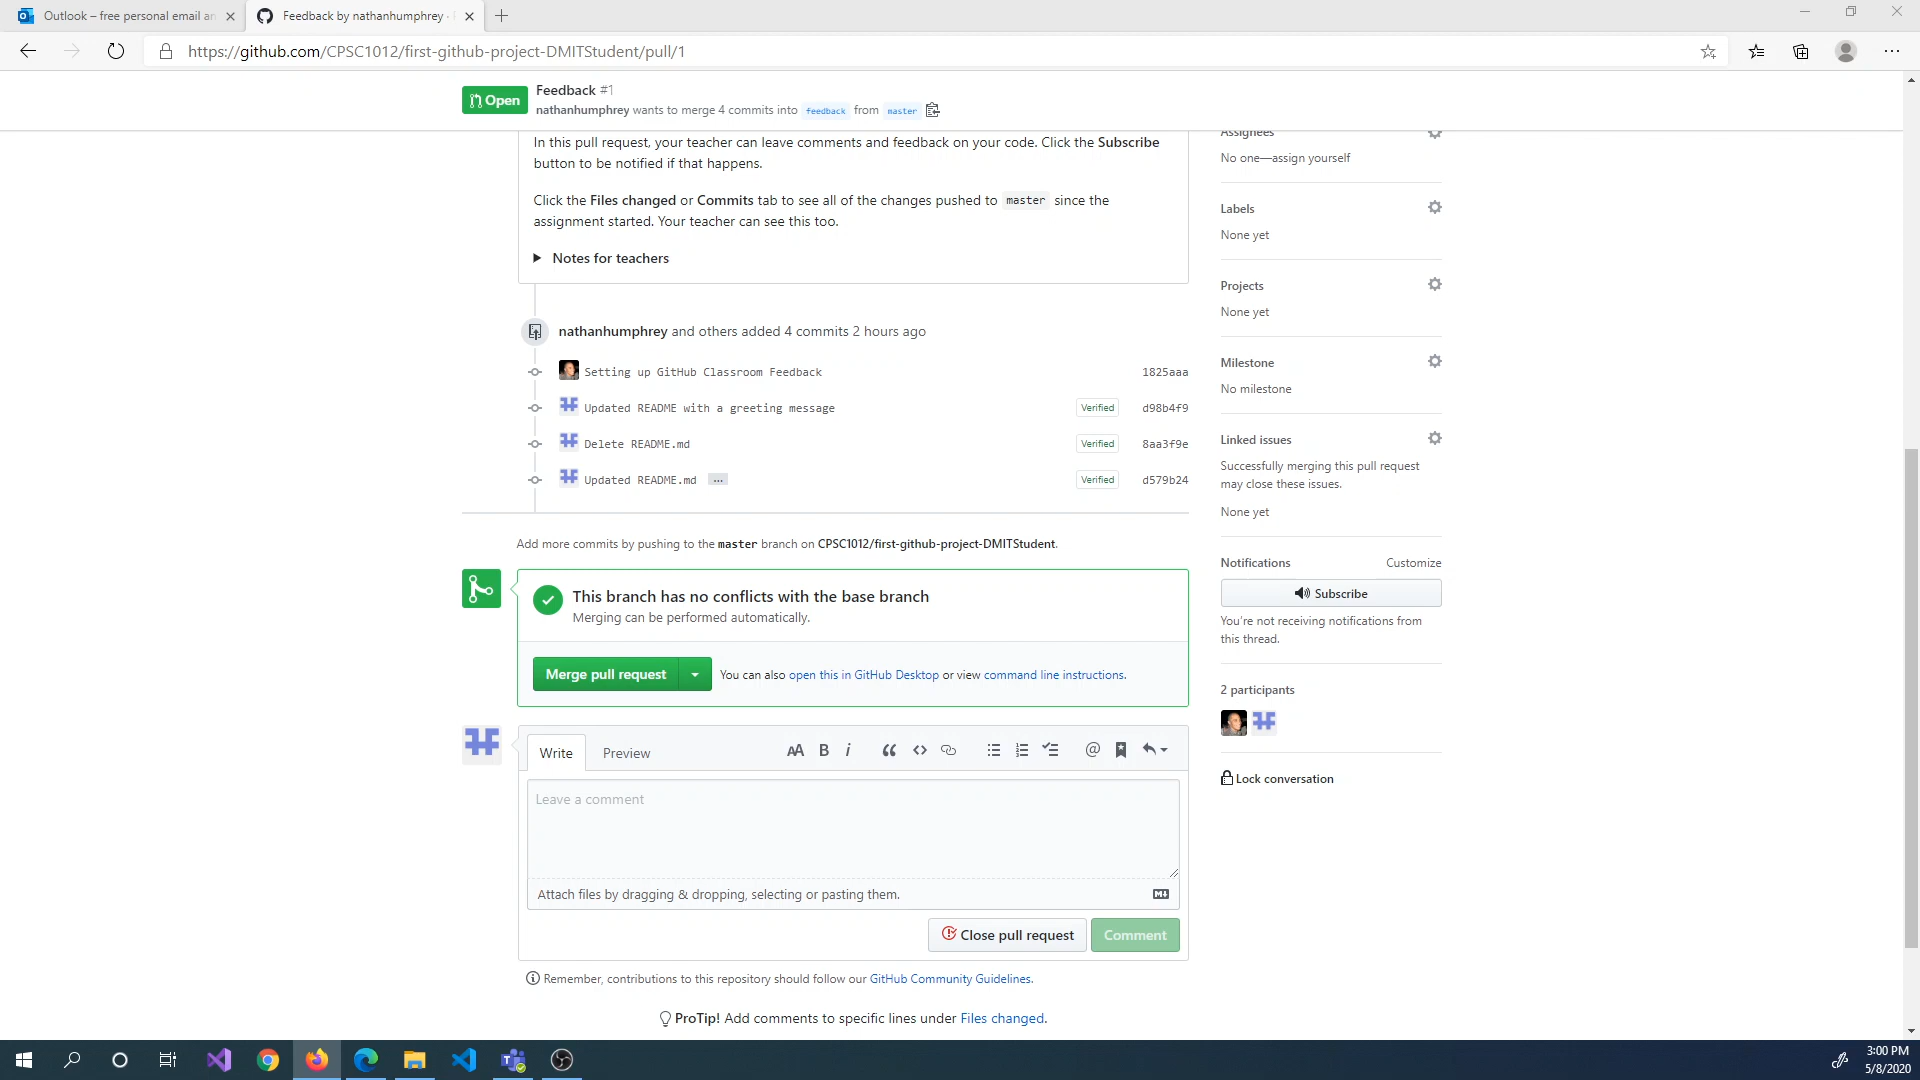 Outlook – free personal email an
Feedback by nathanhumphrey ·
https://github.com/CPSC1012/first-github-project-DMITStudent/pull/1
Open
Feedback #1
nathanhumphrey wants to merge 4 commits into feedback from master
In this pull request, your teacher can leave comments and feedback on your code. Click the Subscribe
button to be notified if that happens.
Click the Files changed or Commits tab to see all of the changes pushed to master since the
assignment started. Your teacher can see this too.
Notes for teachers
nathanhumphrey and others added 4 commits 2 hours ago
Setting up GitHub Classroom Feedback 1825aaa
Updated README with a greeting message Verified d98b4f9
Delete README.md Verified 8aa3f9e
Updated README.md ... Verified d579b24
Add more commits by pushing to the master branch on CPSC1012/first-github-project-DMITStudent.
This branch has no conflicts with the base branch
Merging can be performed automatically.
Merge pull request
You can also open this in GitHub Desktop or view command line instructions.
Write Preview
AA B i
Leave a comment
Attach files by dragging & dropping, selecting or pasting them.
Close pull request Comment
Remember, contributions to this repository should follow our GitHub Community Guidelines.
ProTip! Add comments to specific lines under Files changed.
Assignees
No one—assign yourself
Labels
None yet
Projects
None yet
Milestone
No milestone
Linked issues
Successfully merging this pull request
may close these issues.
None yet
Notifications Customize
Subscribe
You're not receiving notifications from
this thread.
2 participants
Lock conversation
3:00 PM
5/8/2020